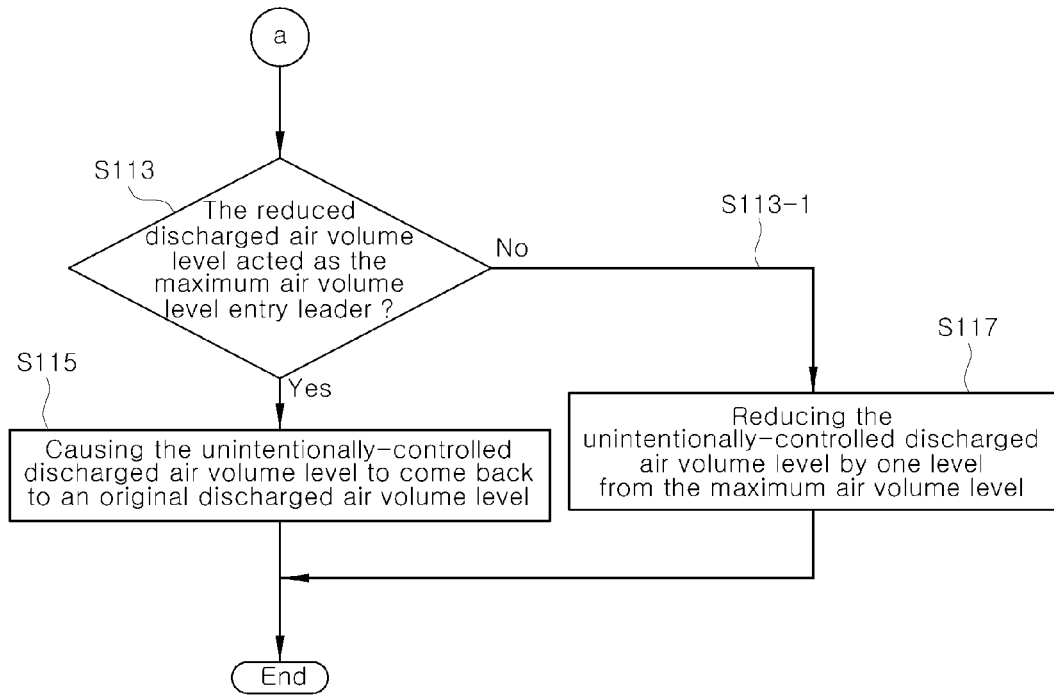 a
S113
The reduced
discharged air volume
level acted as the
maximum air volume
level entry leader ?
No
S113-1
Yes
S115
Causing the unintentionally-controlled
discharged air volume level to come back
to an original discharged air volume level
S117
Reducing the
unintentionally-controlled discharged
air volume level by one level
from the maximum air volume level
End